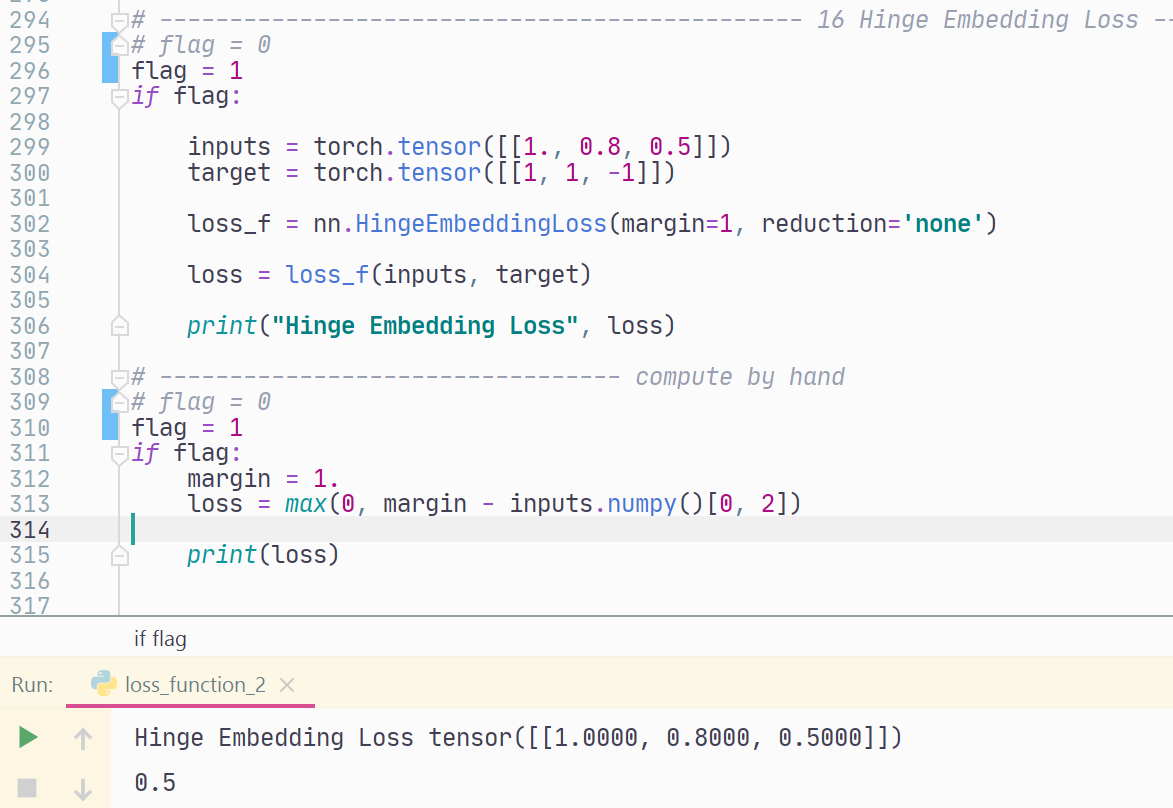 294 # ---------------------------------------------- 16 Hinge Embedding Loss --
295 # flag = 0
296 flag = 1
297 if flag:
298
299     inputs = torch.tensor([[1., 0.8, 0.5]])
300     target = torch.tensor([[1, 1, -1]])
301
302     loss_f = nn.HingeEmbeddingLoss(margin=1, reduction='none')
303
304     loss = loss_f(inputs, target)
305
306     print("Hinge Embedding Loss", loss)
307
308 # --------------------------------- compute by hand
309 # flag = 0
310 flag = 1
311 if flag:
312     margin = 1.
313     loss = max(0, margin - inputs.numpy()[0, 2])
314
315     print(loss)
316
317
if flag
Run: loss_function_2
Hinge Embedding Loss tensor([[1.0000, 0.8000, 0.5000]])
0.5